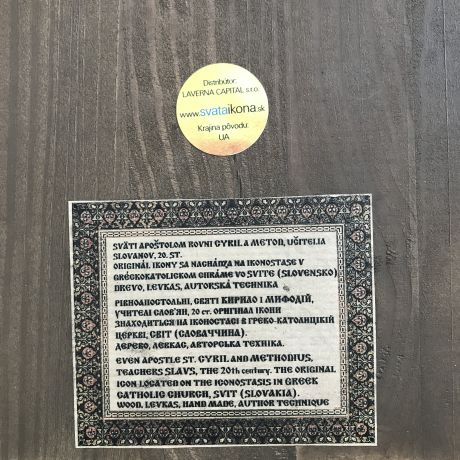 Distribútor:
LAVERNA CAPITAL s.r.o.
www.svataikona.sk
Krajina pôvodu:
UA
SVÄTÍ APOŠTOLOM ROVNÍ CYRIL A METOD, UČITELIA
SLOVANOV, 20. ST.
ORIGINÁL IKONY SA NACHÁDZA NA IKONOSTASE V
GRÉCKOKATOLICKOM CHRÁME VO SVITE (SLOVENSKO)
DREVO, LEVKAS, AUTORSKÁ TECHNIKA
РІВНОАПОСТОЛЬНІ, СВЯТІ КИРИЛО І МИФОДІЙ,
УЧИТЕЛІ СЛОВ'ЯН, 20 СТ. ОРИГИНАЛ ІКОНИ
ЗНАХОДИТЬСЯ НА ІКОНОСТАСІ В ГРЕКО-КАТОЛИЦЬКІЙ
ЦЕРКВІ, СВІТ (СЛОВАЧЧИНА).
ДЕРЕВО, ЛЕВКАС, АВТОРСЬКА ТЕХНІКА.
EVEN APOSTLE ST. CYRIL AND METHODIUS,
TEACHERS SLAVS, THE 20th century. THE ORIGINAL
ICON LOCATED ON THE ICONOSTASIS IN GREEK
CATHOLIC CHURCH, SVIT (SLOVAKIA).
WOOD, LEVKAS, HAND MADE, AUTHOR TECHNIQUE